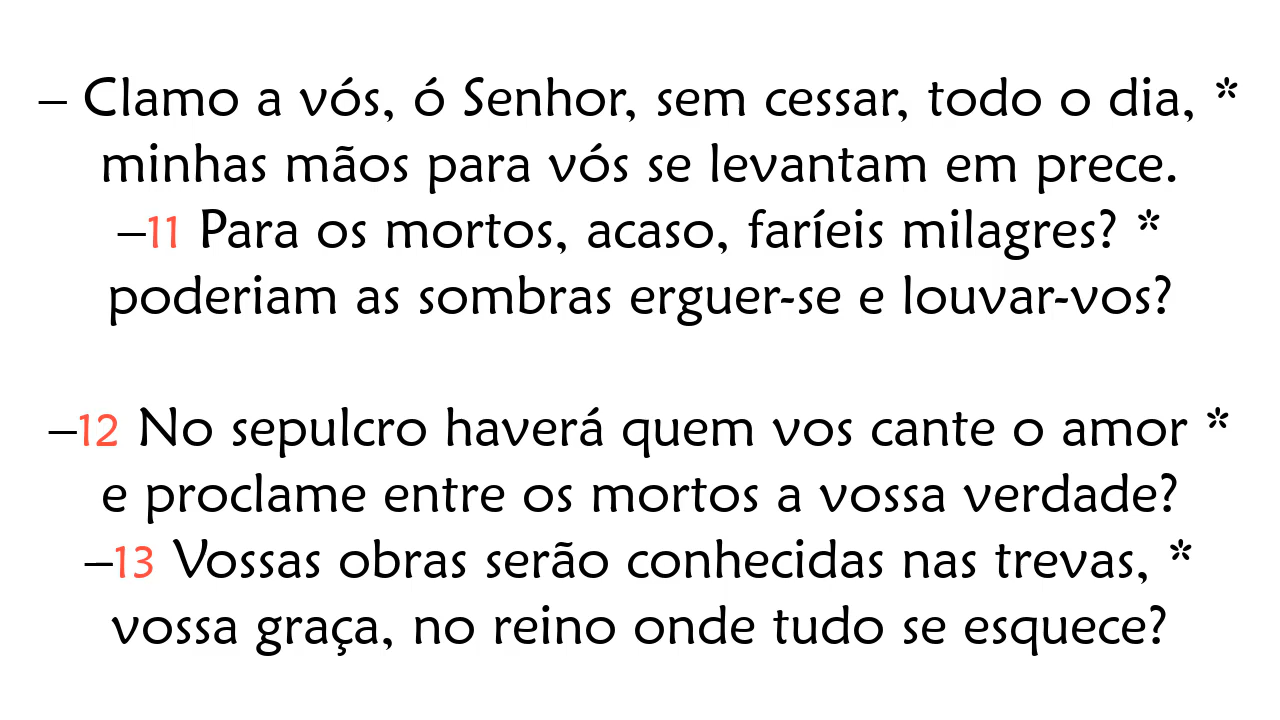 – Clamo a vós, ó Senhor, sem cessar, todo o dia, *
minhas mãos para vós se levantam em prece.
–11 Para os mortos, acaso, faríeis milagres? *
poderiam as sombras erguer-se e louvar-vos?
–12 No sepulcro haverá quem vos cante o amor *
e proclame entre os mortos a vossa verdade?
–13 Vossas obras serão conhecidas nas trevas, *
vossa graça, no reino onde tudo se esquece?